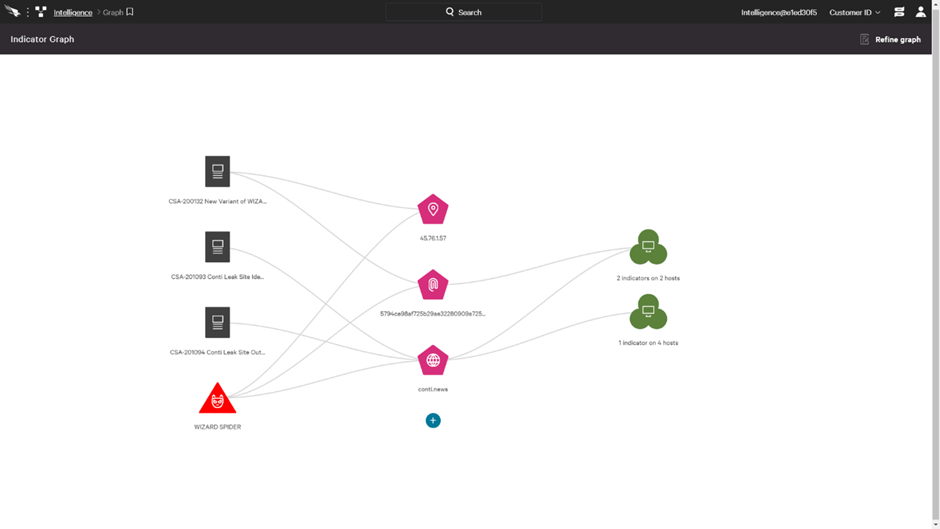 Intelligence > Graph
Search
Intelligence@e1ed30f5
Customer ID
Indicator Graph
Refine graph
CSA-200132 New Variant of WIZA...
45.76.1.57
CSA-201093 Conti Leak Site Ide...
2 indicators on 2 hosts
CSA-201094 Conti Leak Site Out...
1 indicator on 4 hosts
conti.news
WIZARD SPIDER